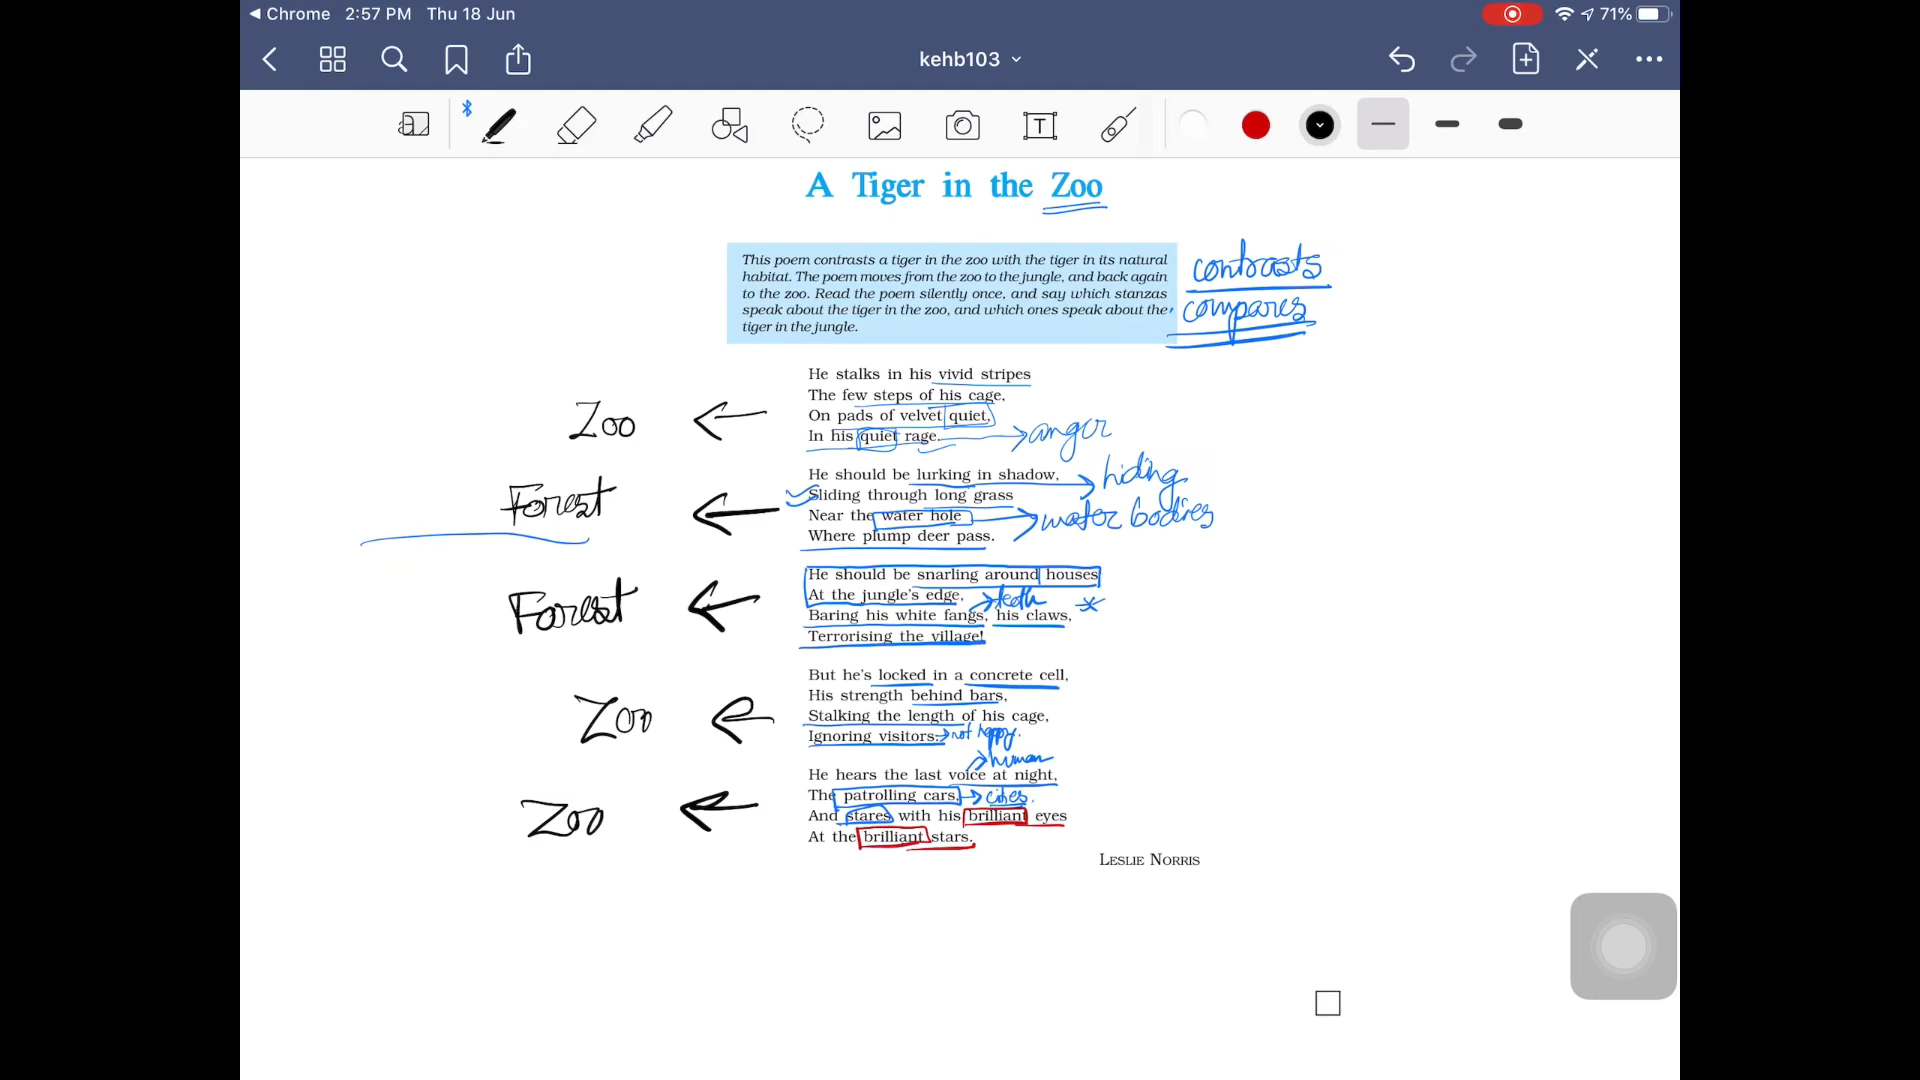 Chrome 2:57 PM Thu 18 Jun 71%
kehb103
A Tiger in the Zoo
This poem contrasts a tiger in the zoo with the tiger in its natural
habitat. The poem moves from the zoo to the jungle, and back again
to the zoo. Read the poem silently once, and say which stanzas
speak about the tiger in the zoo, and which ones speak about the
tiger in the jungle.
contrasts
compares
He stalks in his vivid stripes
The few steps of his cage,
On pads of velvet quiet,
In his quiet rage.
anger
Zoo
He should be lurking in shadow,
hiding
Sliding through long grass
Near the water hole
water bodies
Where plump deer pass.
Forest
He should be snarling around houses
At the jungle's edge,
teeth
Baring his white fangs, his claws,
Terrorising the village!
Forest
But he's locked in a concrete cell,
His strength behind bars,
Stalking the length of his cage,
Ignoring visitors.
not happy.
Zoo
human
He hears the last voice at night,
The patrolling cars,
And stares with his brilliant eyes
At the brilliant stars.
Zoo
LESLIE NORRIS